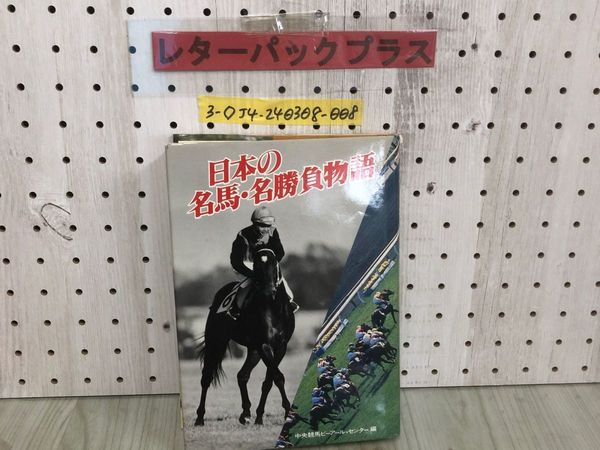 レターパックプラス
3-OJ4-240308-008
日本の
名馬・名勝負物語
中央競馬ピーアール・センター編